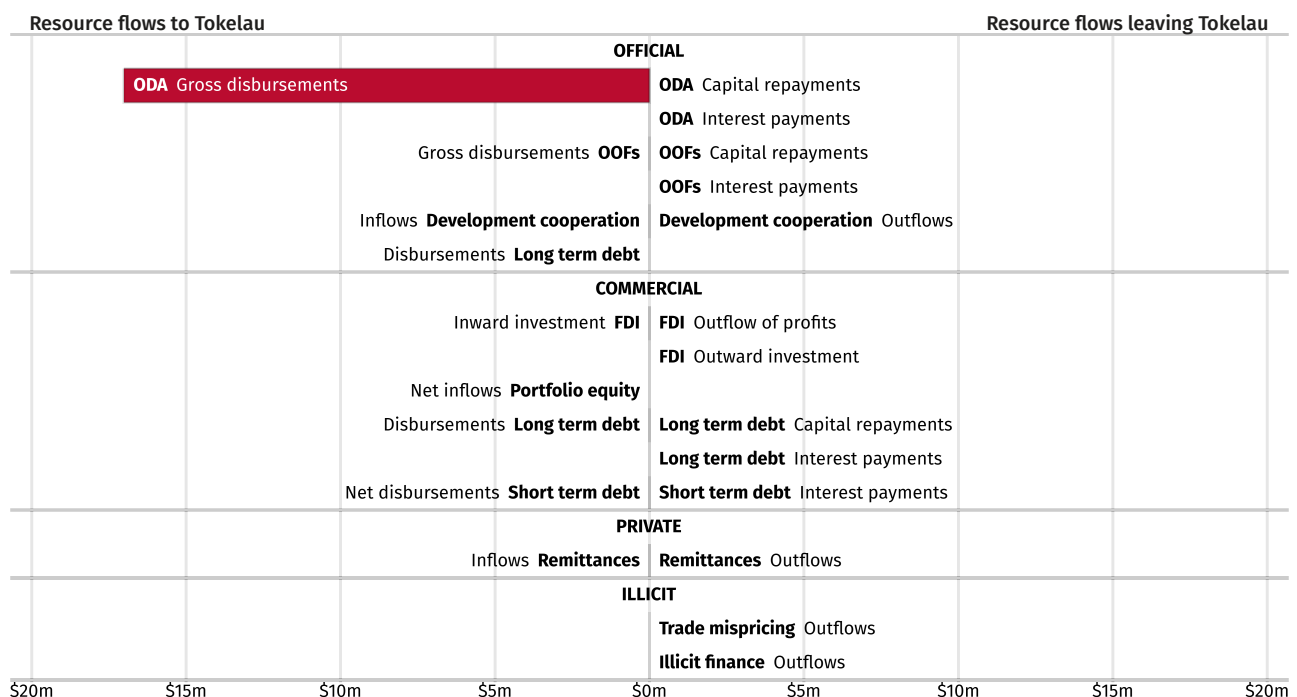 Resource flows to Tokelau Resource flows leaving Tokelau
OFFICIAL
ODA Gross disbursements ODA Capital repayments
ODA Interest payments
Gross disbursements OOFs OOFs Capital repayments
OOFs Interest payments
Inflows Development cooperation Development cooperation Outflows
Disbursements Long term debt
COMMERCIAL
Inward investment FDI FDI Outflow of profits
FDI Outward investment
Net inflows Portfolio equity
Disbursements Long term debt Long term debt Capital repayments
Long term debt Interest payments
Net disbursements Short term debt Short term debt Interest payments
PRIVATE
Inflows Remittances Remittances Outflows
ILLICIT
Trade mispricing Outflows
Illicit finance Outflows
$20m $15m $10m $5m $0m $5m $10m $15m $20m